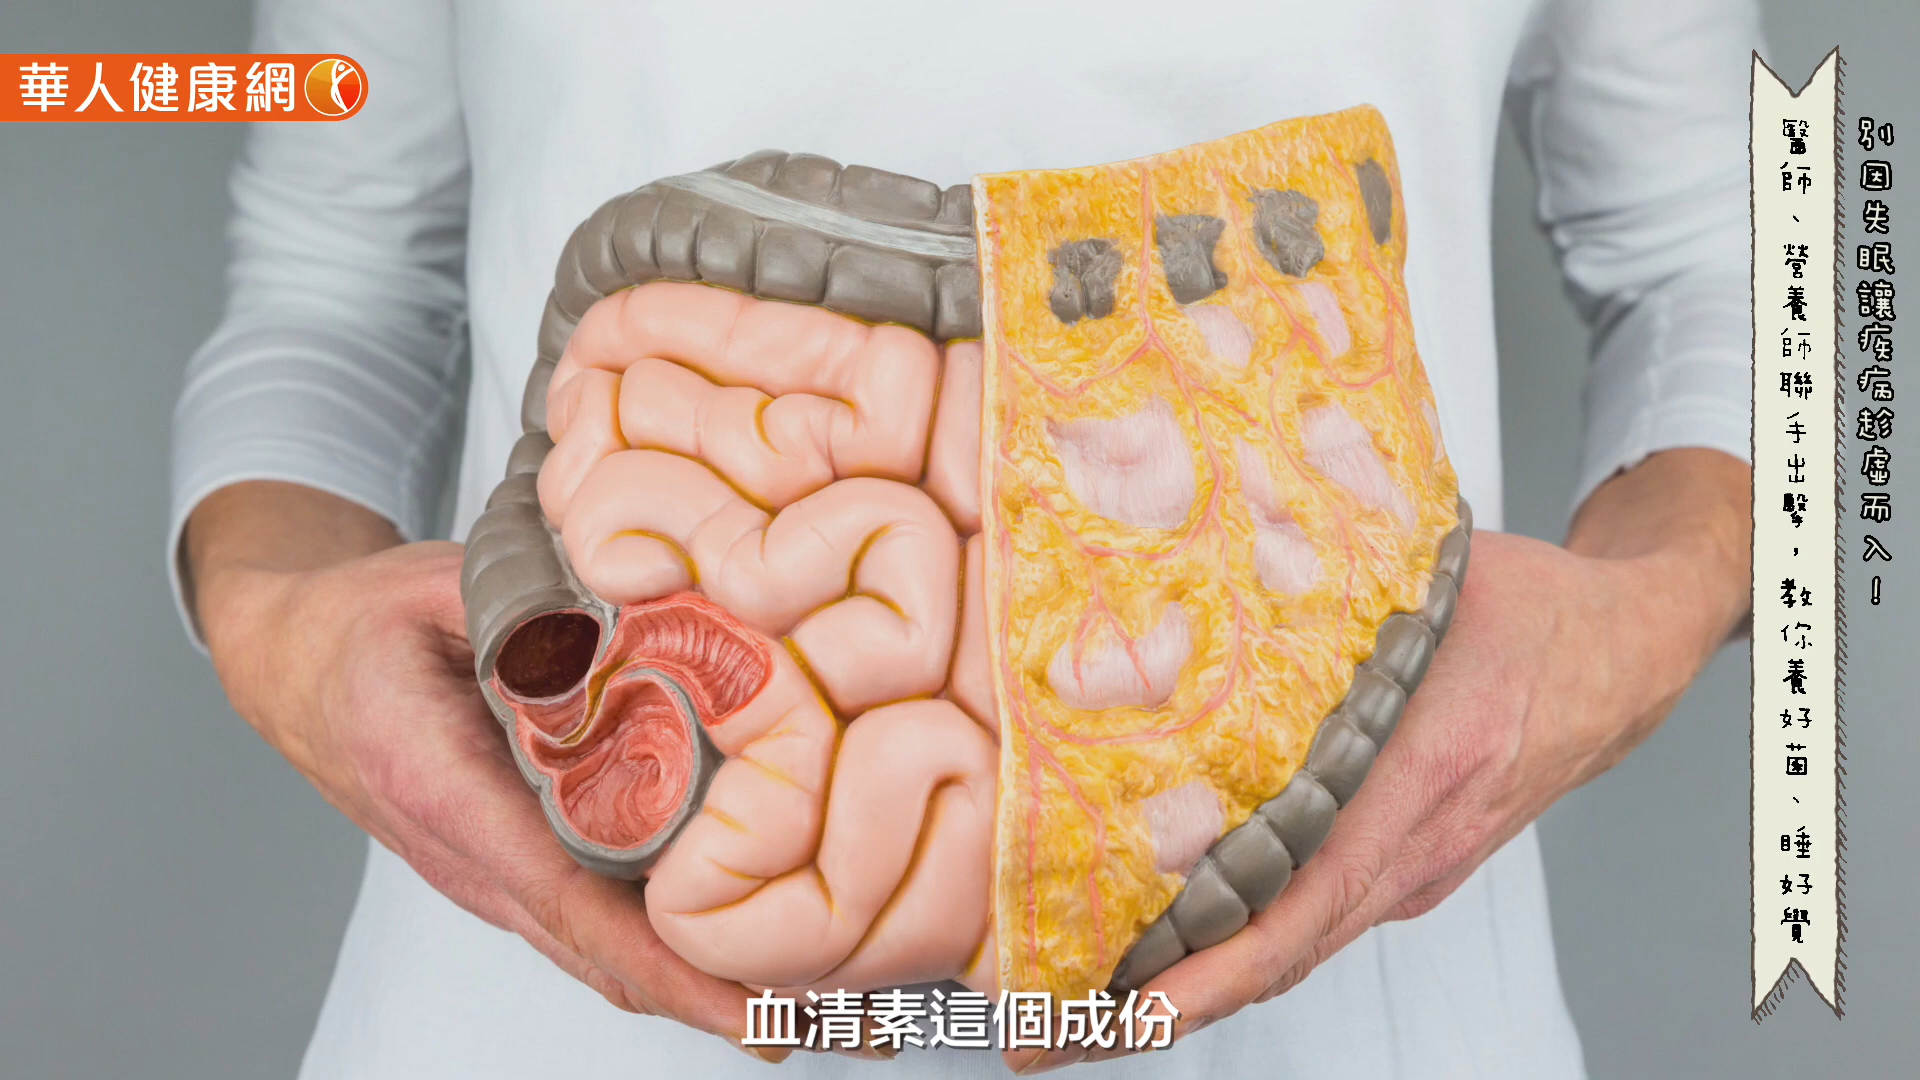 華人健康網
別因失眠讓疾病趁虛而入！
醫師、營養師聯手出擊，教你養好菌、睡好覺
血清素這個成份